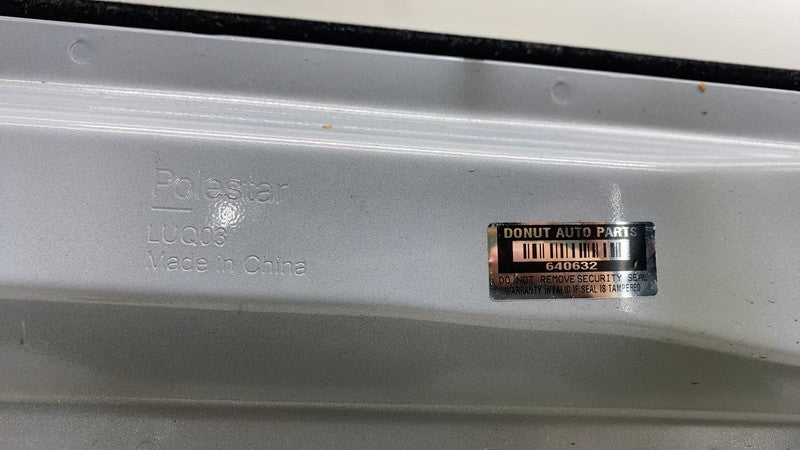 Polestar
LUQ03
Made in China
DONUT AUTO PARTS
640632
DO NOT REMOVE SECURITY SEAL
WARRANTY INVALID IF SEAL IS TAMPERED